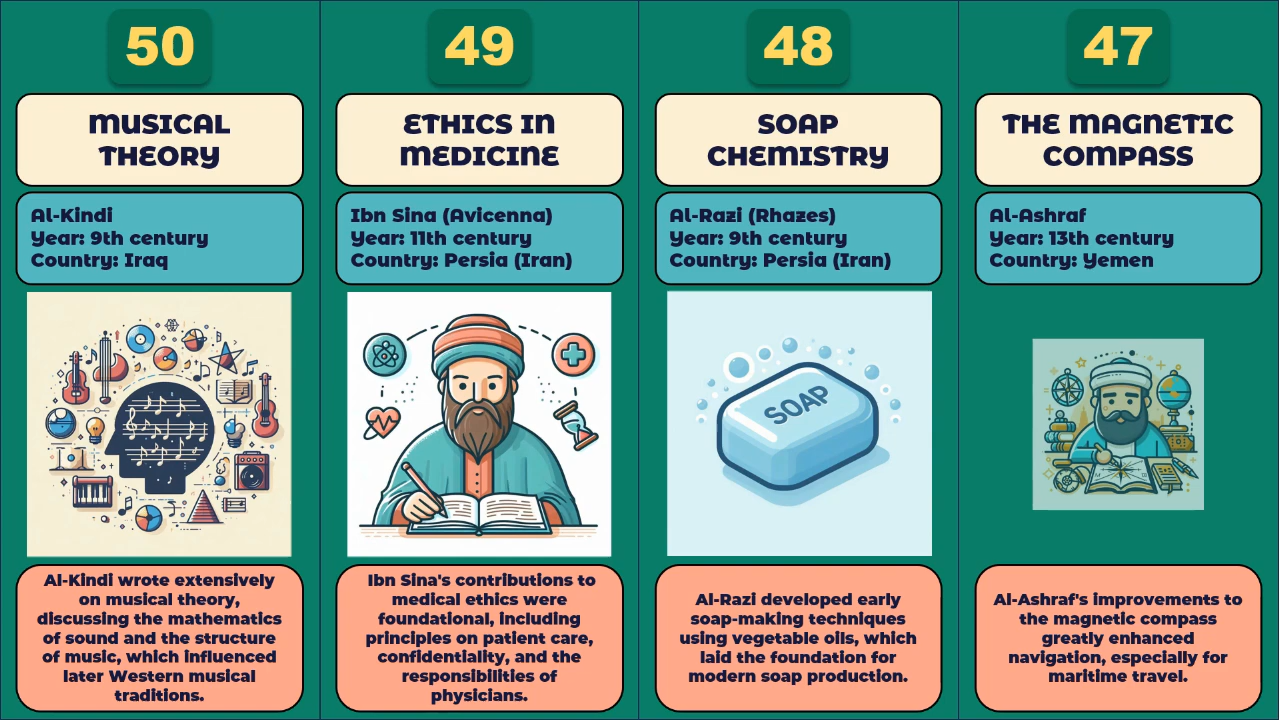 50
MUSICAL
THEORY
Al-Kindi
Year: 9th century
Country: Iraq
Al-Kindi wrote extensively
on musical theory,
discussing the mathematics
of sound and the structure
of music, which influenced
later Western musical
traditions.
49
ETHICS IN
MEDICINE
Ibn Sina (Avicenna)
Year: 11th century
Country: Persia (Iran)
Ibn Sina's contributions to
medical ethics were
foundational, including
principles on patient care,
confidentiality, and the
responsibilities of
physicians.
48
SOAP
CHEMISTRY
Al-Razi (Rhazes)
Year: 9th century
Country: Persia (Iran)
SOAP
Al-Razi developed early
soap-making techniques
using vegetable oils, which
laid the foundation for
modern soap production.
47
THE MAGNETIC
COMPASS
Al-Ashraf
Year: 13th century
Country: Yemen
Al-Ashraf's improvements to
the magnetic compass
greatly enhanced
navigation, especially for
maritime travel.